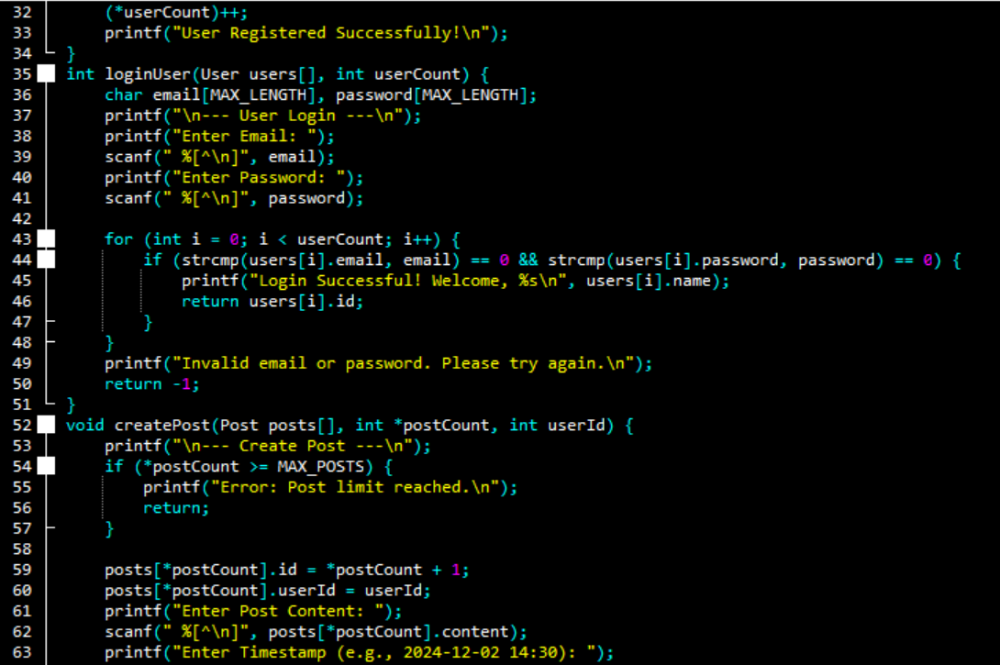 32 (*userCount)++;
33 printf("User Registered Successfully!\n");
34 }
35 int loginUser(User users[], int userCount) {
36 char email[MAX_LENGTH], password[MAX_LENGTH];
37 printf("\n--- User Login ---\n");
38 printf("Enter Email: ");
39 scanf(" %[^\n]", email);
40 printf("Enter Password: ");
41 scanf(" %[^\n]", password);
42
43 for (int i = 0; i < userCount; i++) {
44 if (strcmp(users[i].email, email) == 0 && strcmp(users[i].password, password) == 0) {
45 printf("Login Successful! Welcome, %s\n", users[i].name);
46 return users[i].id;
47 }
48 }
49 printf("Invalid email or password. Please try again.\n");
50 return -1;
51 }
52 void createPost(Post posts[], int *postCount, int userId) {
53 printf("\n--- Create Post ---\n");
54 if (*postCount >= MAX_POSTS) {
55 printf("Error: Post limit reached.\n");
56 return;
57 }
58
59 posts[*postCount].id = *postCount + 1;
60 posts[*postCount].userId = userId;
61 printf("Enter Post Content: ");
62 scanf(" %[^\n]", posts[*postCount].content);
63 printf("Enter Timestamp (e.g., 2024-12-02 14:30): ");